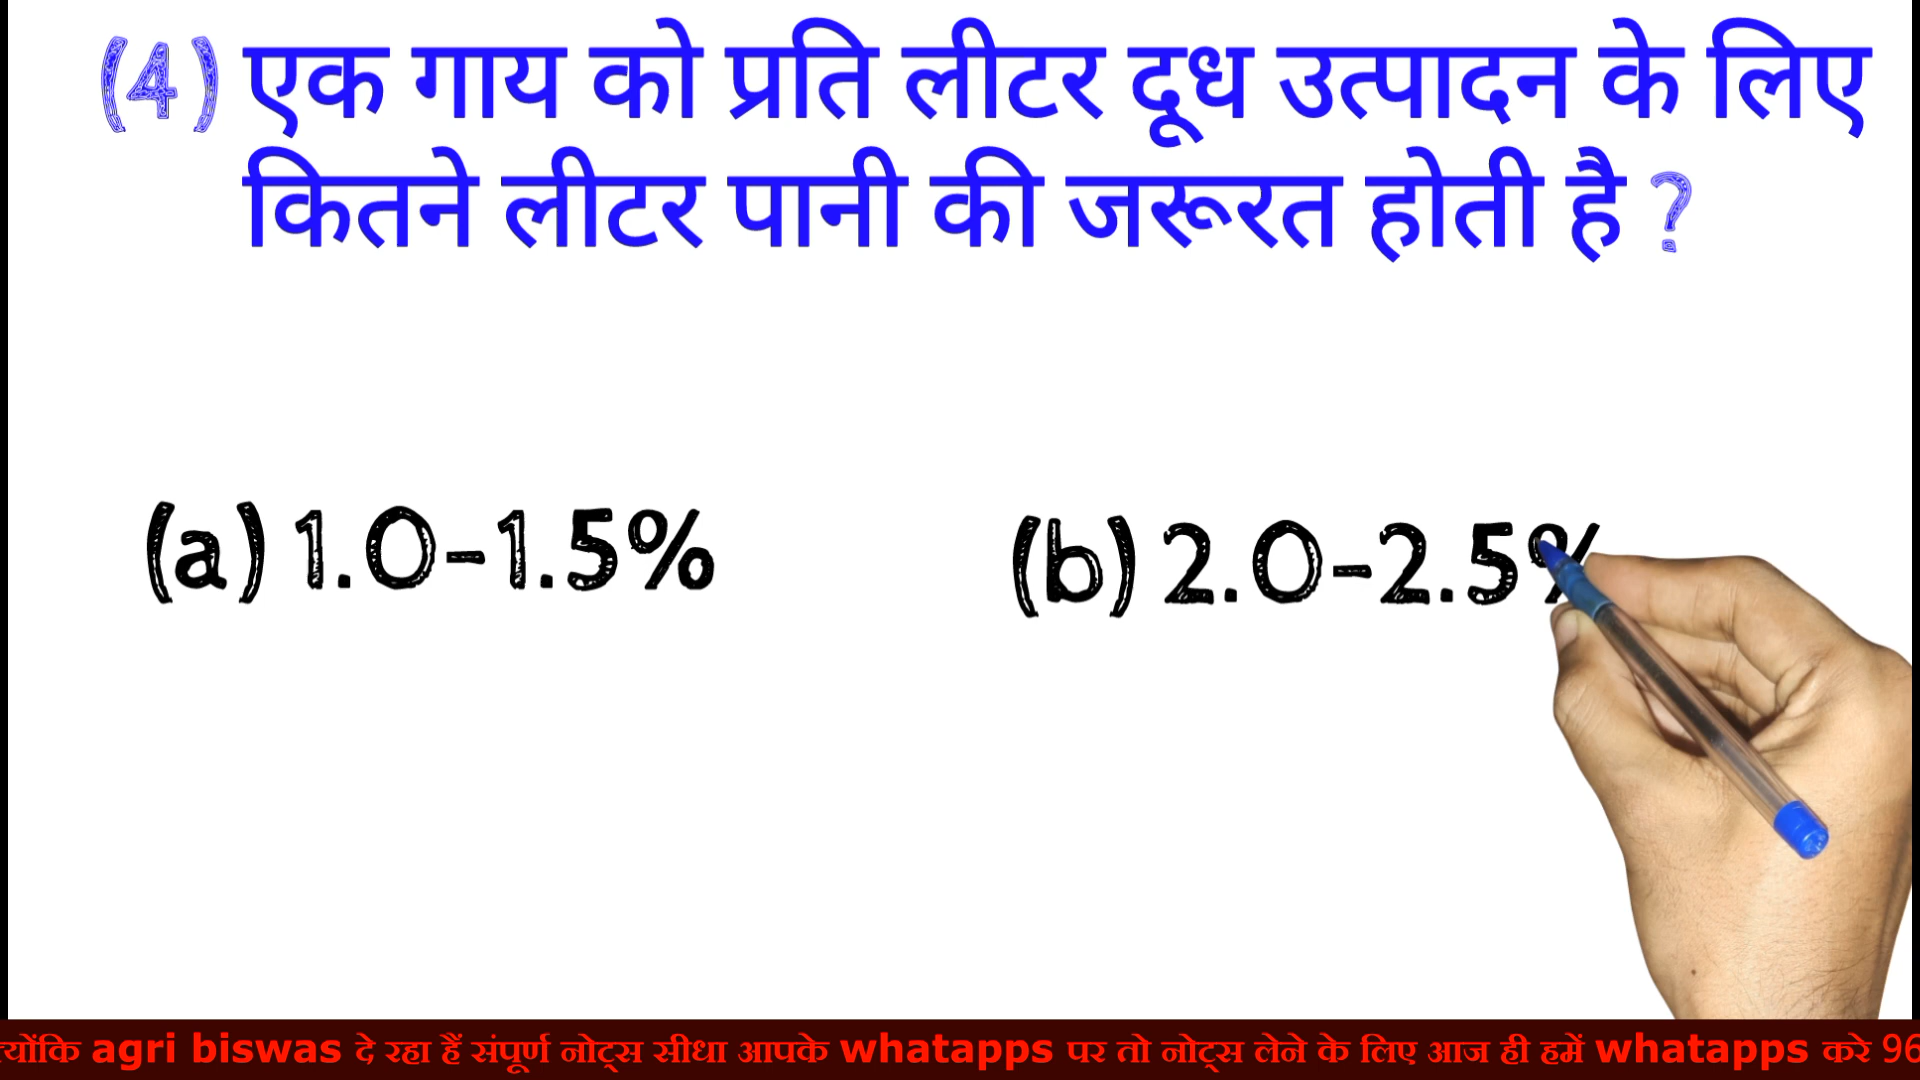 (4) एक गाय को प्रति लीटर दूध उत्पादन के लिए
कितने लीटर पानी की जरूरत होती है ?
(a) 1.0-1.5%
(b) 2.0-2.5%
agri biswas दे रहा हैं संपूर्ण नोट्स सीधा आपके whatapps पर तो नोट्स लेने के लिए आज ही हमें whatapps करे 96